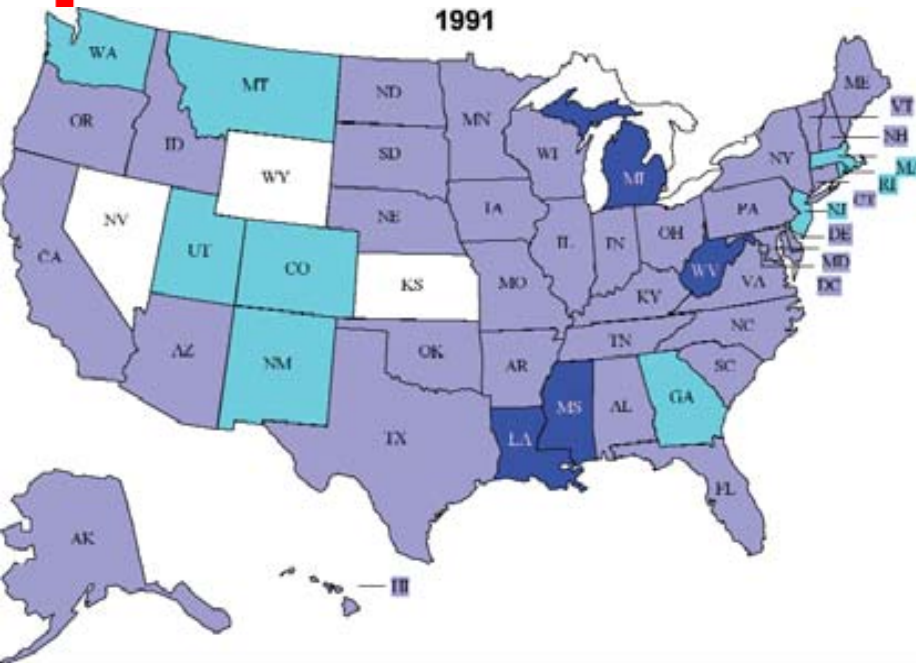 1991
WA
MT
ND
MN
ME
VT
NH
OR
ID
SD
WI
NY
MA
RI
CT
WY
MI
NV
NE
IA
PA
NJ
CA
UT
CO
KS
MO
IL
IN
OH
DE
MD
DC
WV
VA
KY
NC
AZ
NM
OK
AR
TN
SC
TX
LA
MS
AL
GA
FL
AK
HI